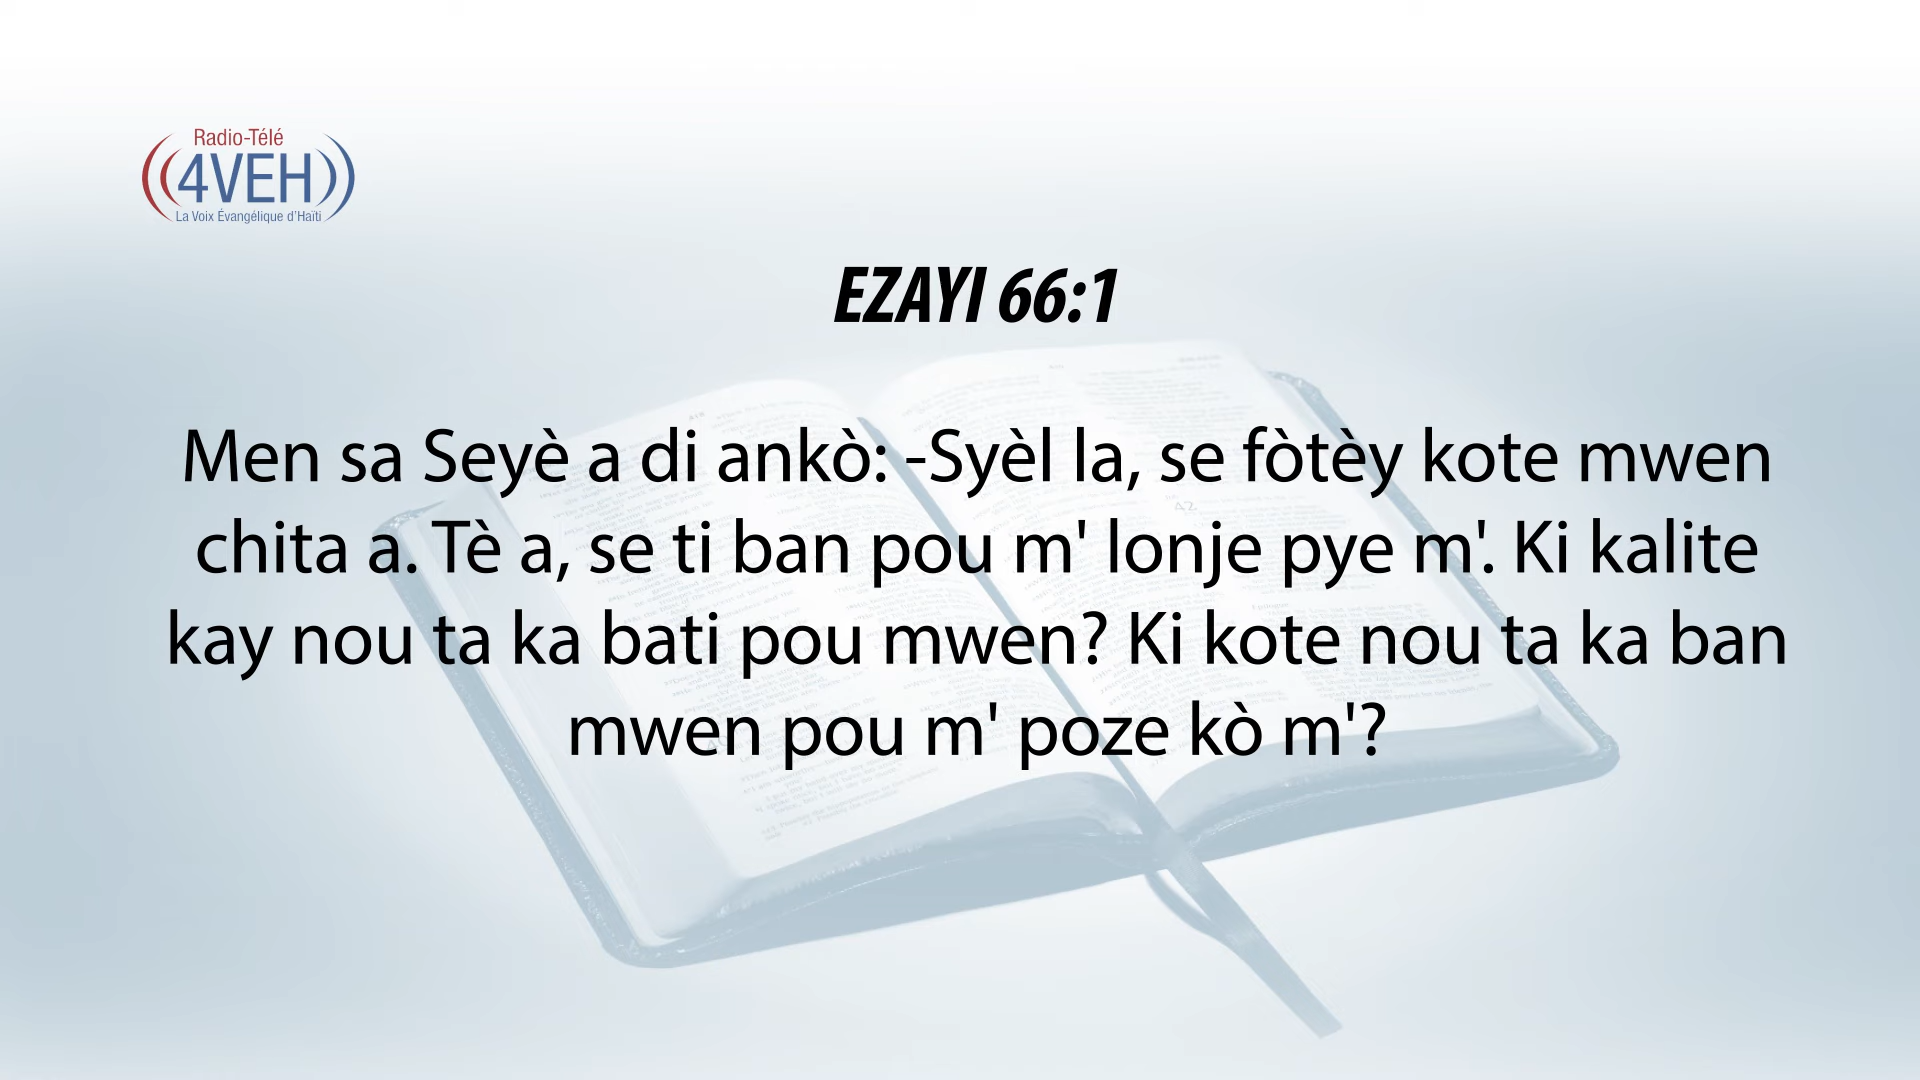 Radio-Télé
4VEH
La Voix Évangélique d'Haïti
EZAYI 66:1
Men sa Seyè a di ankò: -Syèl la, se fòtèy kote mwen
chita a. Tè a, se ti ban pou m' lonje pye m'. Ki kalite
kay nou ta ka bati pou mwen? Ki kote nou ta ka ban
mwen pou m' poze kò m'?
42